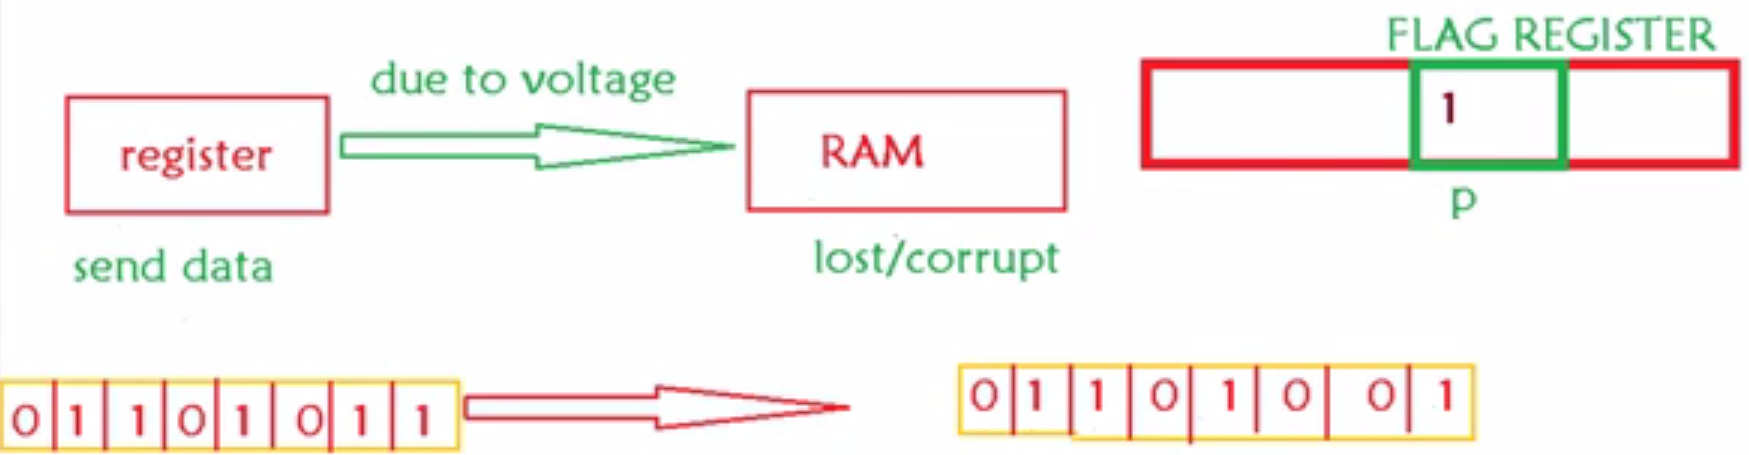 FLAG REGISTER
due to voltage
1
register
RAM
P
send data
lost/corrupt
0 1 1 0 1 0 1 1
0 1 1 0 1 0 0 1